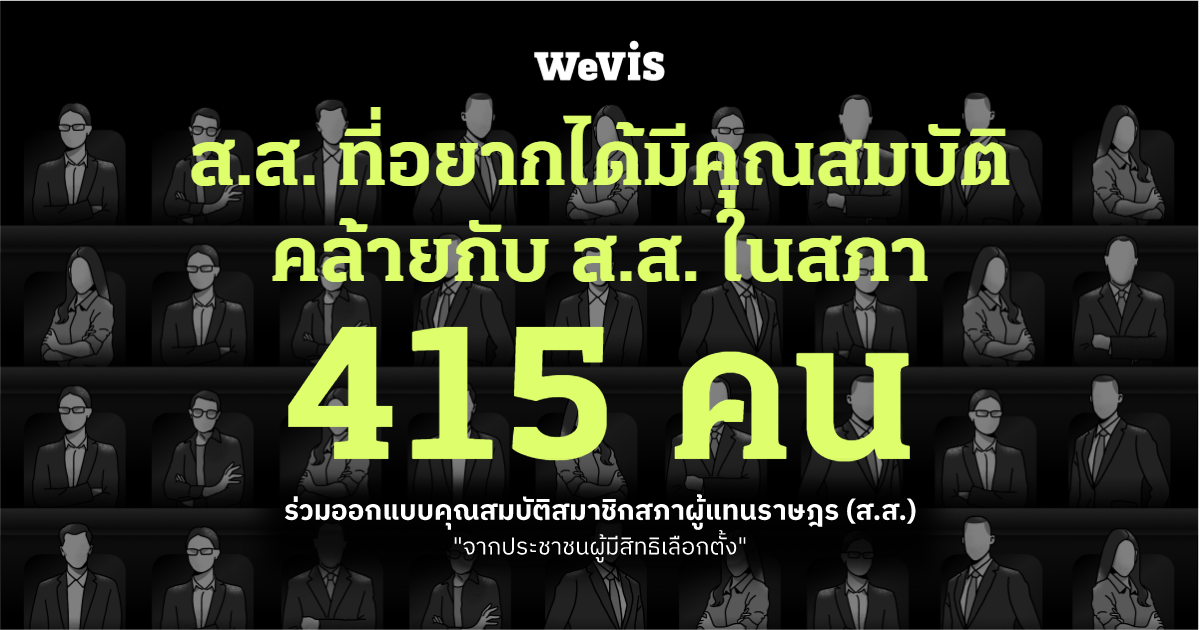 WeVIS
ส.ส. ที่อยากได้มีคุณสมบัติ
คล้ายกับ ส.ส. ในสภา
415 คน
ร่วมออกแบบคุณสมบัติสมาชิกสภาผู้แทนราษฎร (ส.ส.)
"จากประชาชนผู้มีสิทธิเลือกตั้ง"